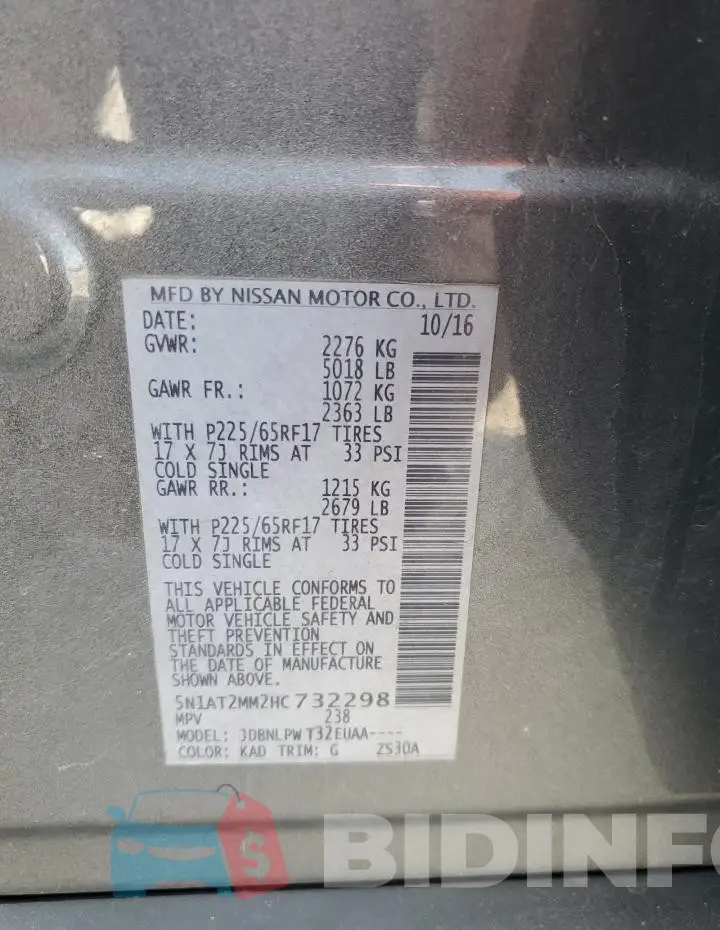 MFD BY NISSAN MOTOR CO., LTD.
DATE: 10/16
GVWR: 2276 KG
5018 LB
GAWR FR.: 1072 KG
2363 LB
WITH P225/65RF17 TIRES
17 X 7J RIMS AT 33 PSI
COLD SINGLE
GAWR RR.: 1215 KG
2679 LB
WITH P225/65RF17 TIRES
17 X 7J RIMS AT 33 PSI
COLD SINGLE
THIS VEHICLE CONFORMS TO
ALL APPLICABLE FEDERAL
MOTOR VEHICLE SAFETY AND
THEFT PREVENTION
STANDARDS IN EFFECT ON
THE DATE OF MANUFACTURE
SHOWN ABOVE.
5N1AT2MM2HC732298
MPV 238
MODEL: JDBNLPW T32EUAA----
COLOR: KAD TRIM: G ZS30A
$ BIDINFO